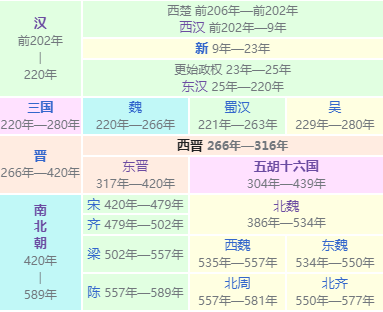 汉
前202年
|
220年
西楚 前206年—前202年
西汉 前202年—9年
新 9年—23年
更始政权 23年—25年
东汉 25年—220年
三国
220年—280年
魏
220年—266年
蜀汉
221年—263年
吴
229年—280年
晋
266年—420年
西晋 266年—316年
东晋
317年—420年
五胡十六国
304年—439年
南
北
朝
420年
|
589年
宋 420年—479年
齐 479年—502年
梁 502年—557年
陈 557年—589年
北魏
386年—534年
西魏
535年—557年
东魏
534年—550年
北周
557年—581年
北齐
550年—577年